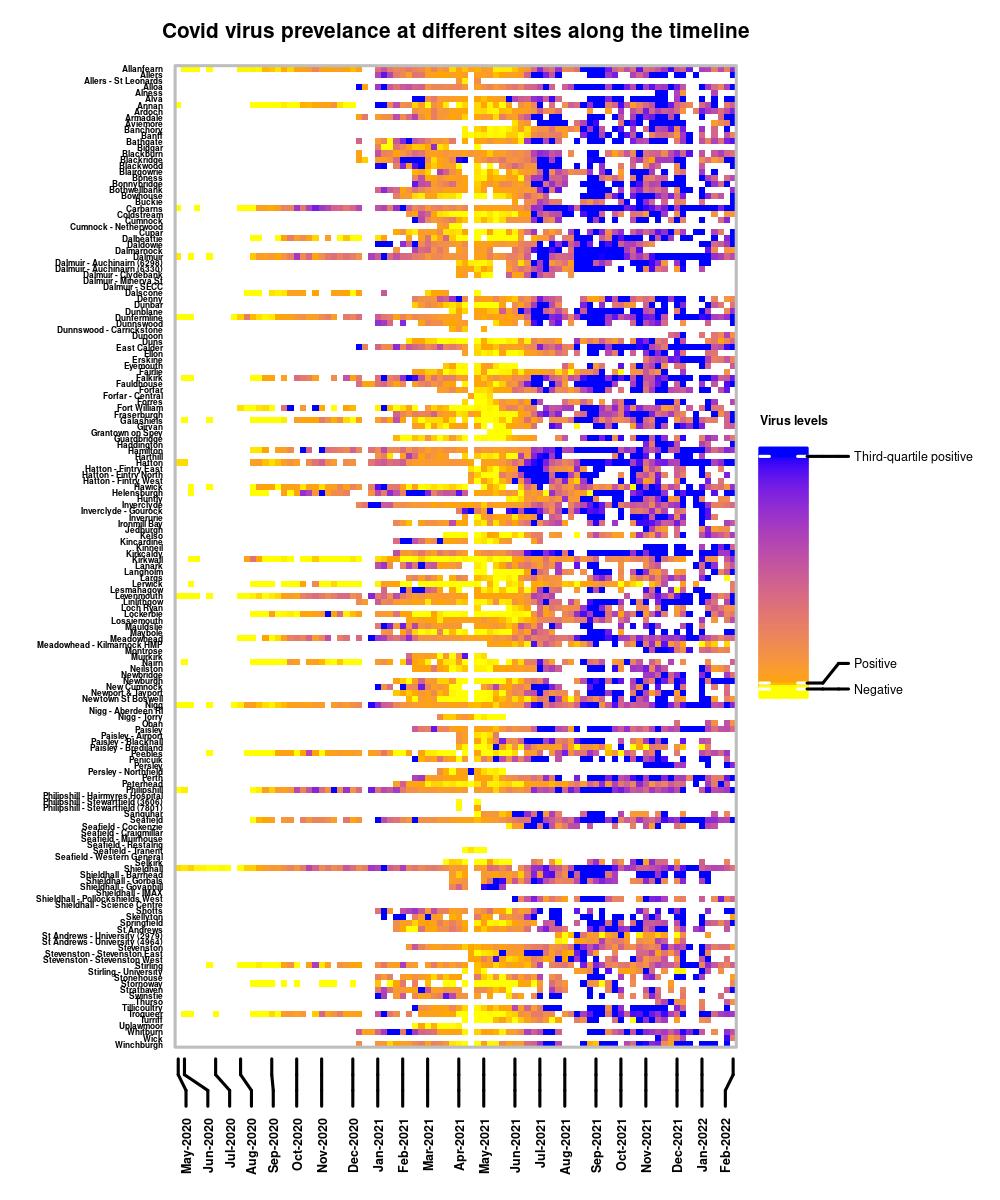 Covid virus prevelance at different sites along the timeline
Allanfearn
Allers
Allers - St Leonards
Alloa
Alness
Alva
Annan
Ardoch
Armadale
Aviemore
Banchory
Banff
Bathgate
Biggar
Blackburn
Blackridge
Blackwood
Blairgowrie
Bo'ness
Bonnybridge
Bothwellbank
Bowhouse
Buckie
Carbarns
Coldstream
Cumnock
Cumnock - Netherwood
Cupar
Dalbeattie
Daldowie
Dalmarnock
Dalmuir
Dalmuir - Auchinairn (6298)
Dalmuir - Auchinairn (6330)
Dalmuir - Clydebank
Dalmuir - Minerva St
Dalmuir - SECC
Dalscone
Denny
Dunbar
Dunblane
Dunfermline
Dunnswood
Dunnswood - Carrickstone
Dunoon
Duns
East Calder
Ellon
Erskine
Eyemouth
Fairlie
Falkirk
Fauldhouse
Forfar
Forfar - Central
Forres
Fort William
Fraserburgh
Galashiels
Girvan
Grantown on Spey
Guardbridge
Haddington
Hamilton
Harthill
Hatton
Hatton - Fintry East
Hatton - Fintry North
Hatton - Fintry West
Hawick
Helensburgh
Huntly
Inverclyde
Inverclyde - Gourock
Inverurie
Ironmill Bay
Jedburgh
Kelso
Kincardine
Kinneil
Kirkcaldy
Kirkwall
Lanark
Langholm
Largs
Lerwick
Lesmahagow
Levenmouth
Linlithgow
Loch Ryan
Lockerbie
Lossiemouth
Mauldslie
Maybole
Meadowhead
Meadowhead - Kilmarnock HMP
Montrose
Muirkirk
Nairn
Neilston
Newbridge
Newburgh
New Cumnock
Newport & Tayport
Newtown St Boswell
Nigg
Nigg - Aberdeen RI
Nigg - Torry
Oban
Paisley
Paisley - Airport
Paisley - Blackhall
Paisley - Brediland
Peebles
Penicuik
Persley
Persley - Northfield
Perth
Peterhead
Philipshill
Philipshill - Hairmyres Hospital
Philipshill - Stewartfield (3606)
Philipshill - Stewartfield (7801)
Sanquhar
Seafield
Seafield - Cockenzie
Seafield - Craigmillar
Seafield - Muirhouse
Seafield - Restalrig
Seafield - Tranent
Seafield - Western General
Selkirk
Shieldhall
Shieldhall - Barrhead
Shieldhall - Gorbals
Shieldhall - Govanhill
Shieldhall - IMAX
Shieldhall - Pollockshields West
Shieldhall - Science Centre
Shotts
Skellyton
Springfield
St Andrews
St Andrews - University (2979)
St Andrews - University (4964)
Stevenston
Stevenston - Stevenston East
Stevenston - Stevenston West
Stirling
Stirling - University
Stonehouse
Stornoway
Strathaven
Swinstie
Thurso
Tillicoultry
Troqueer
Turriff
Uplawmoor
Whitburn
Wick
Winchburgh
Virus levels
Third-quartile positive
Positive
Negative
May-2020
Jun-2020
Jul-2020
Aug-2020
Sep-2020
Oct-2020
Nov-2020
Dec-2020
Jan-2021
Feb-2021
Mar-2021
Apr-2021
May-2021
Jun-2021
Jul-2021
Aug-2021
Sep-2021
Oct-2021
Nov-2021
Dec-2021
Jan-2022
Feb-2022